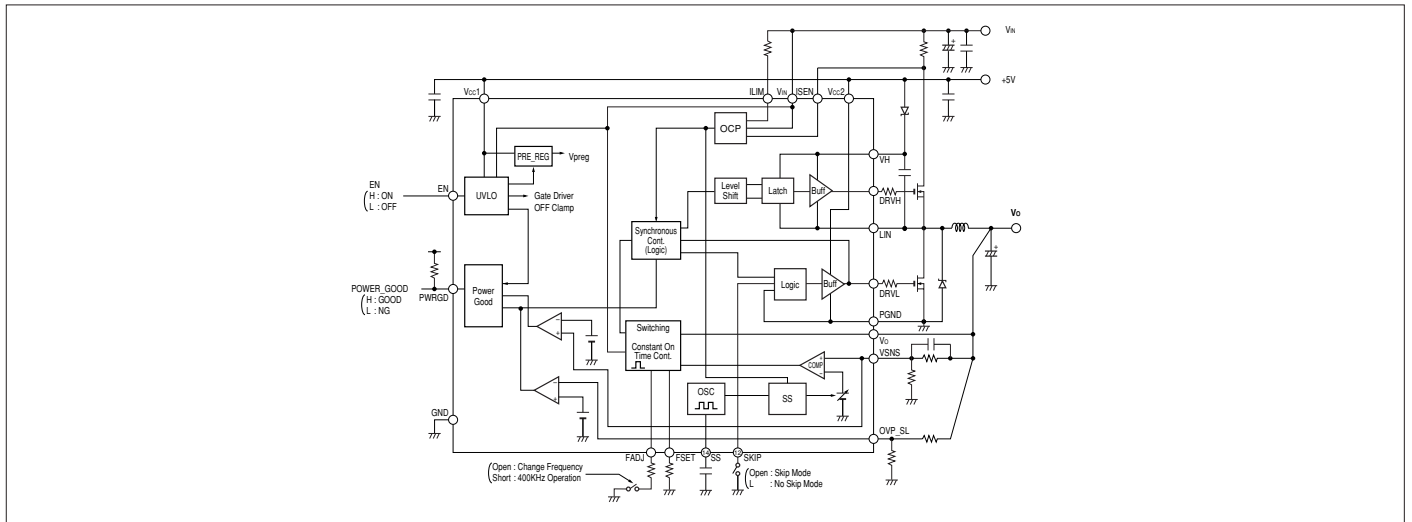 VIN
+5V
Vcc1
ILIM
VIN
ISEN
Vcc2
OCP
PRE_REG
Vpreg
VH
EN
H : ON
L : OFF
EN
UVLO
Gate Driver
OFF Clamp
Level
Shift
Latch
Buff
DRVH
Vo
LIN
Synchronous
Cont.
(Logic)
POWER_GOOD
H : GOOD
L : NG
PWRGD
Power
Good
Logic
Buff
DRVL
PGND
Switching
Constant On
Time Cont.
Vo
VSNS
COMP
+
−
−
+
−
+
OSC
SS
GND
OVP_SL
FADJ
FSET
14
SS
12
SKIP
Open : Change Frequency
Short : 400KHz Operation
Open : Skip Mode
L : No Skip Mode